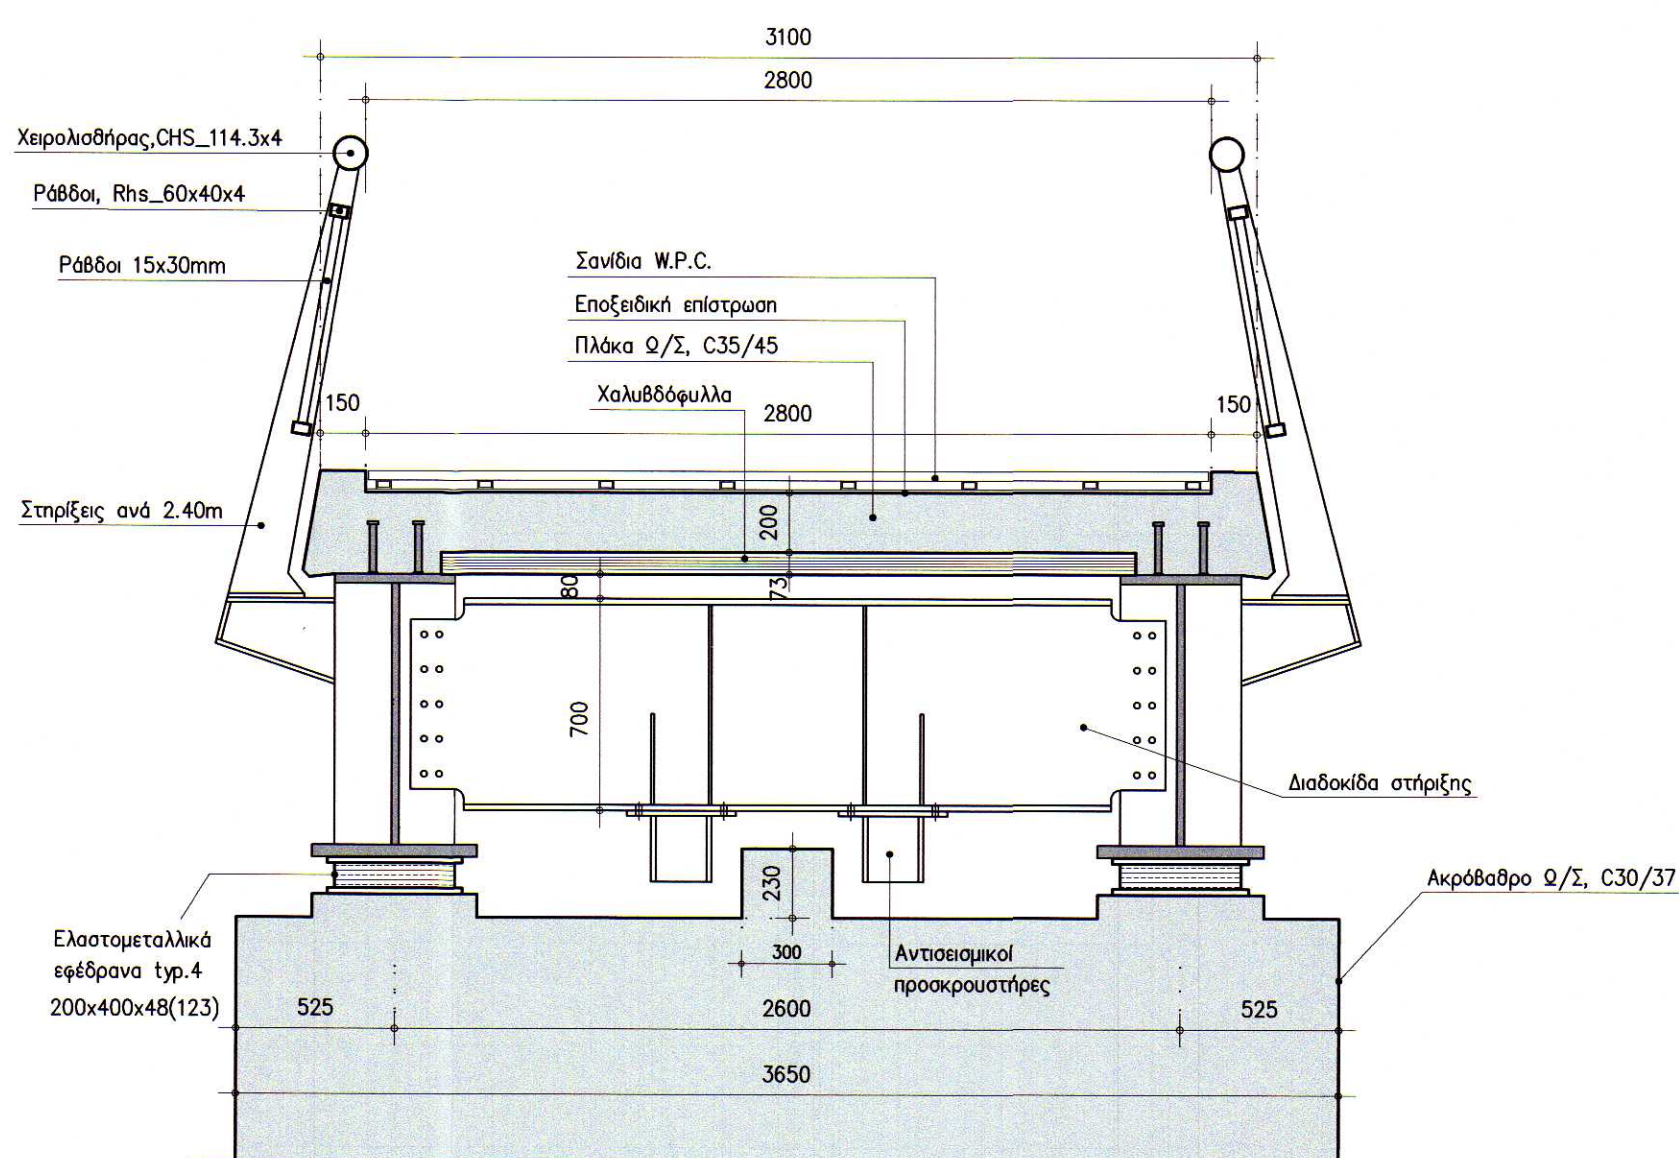 3100
2800
Χειρολισθήρας,CHS_114.3x4
Ράβδοι, Rhs_60x40x4
Ράβδοι 15x30mm
Σανίδια W.P.C.
Εποξειδική επίστρωση
Πλάκα Ω/Σ, C35/45
Χαλυβδόφυλλα
150
2800
150
Στηρίξεις ανά 2.40m
200
80
73
700
Διαδοκίδα στήριξης
230
Ακρόβαθρο Ω/Σ, C30/37
Ελαστομεταλλικά
εφέδρανα typ.4
200x400x48(123)
300
Αντισεισμικοί
προσκρουστήρες
525
2600
525
3650